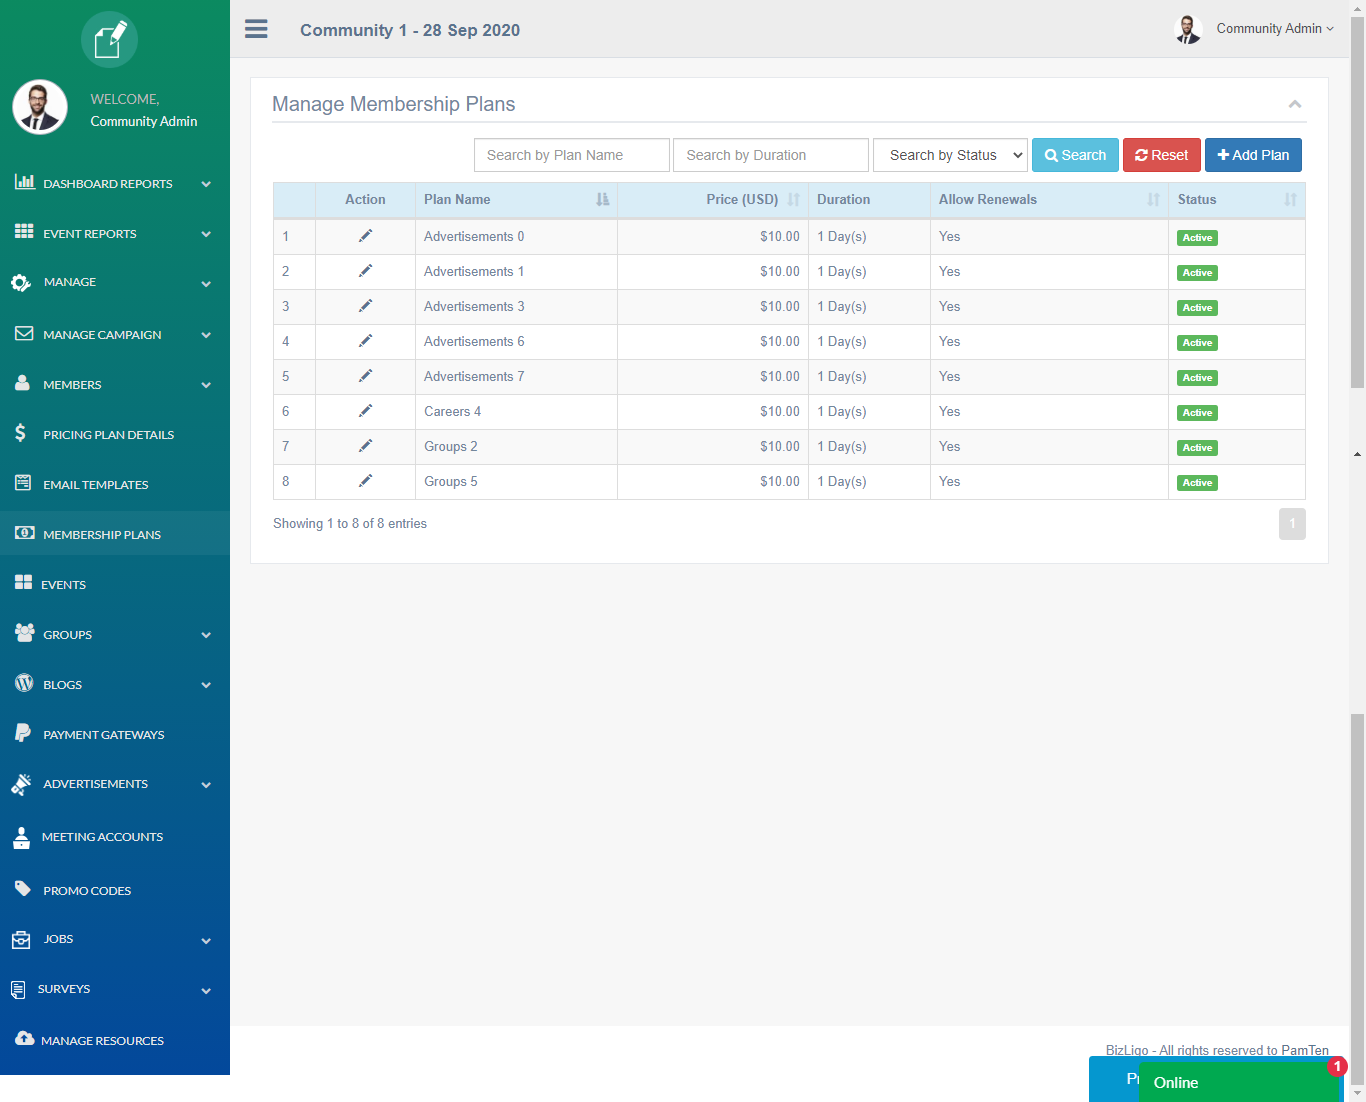 Community 1 - 28 Sep 2020
Community Admin
WELCOME,
Community Admin
DASHBOARD REPORTS
EVENT REPORTS
MANAGE
MANAGE CAMPAIGN
MEMBERS
PRICING PLAN DETAILS
EMAIL TEMPLATES
MEMBERSHIP PLANS
EVENTS
GROUPS
BLOGS
PAYMENT GATEWAYS
ADVERTISEMENTS
MEETING ACCOUNTS
PROMO CODES
JOBS
SURVEYS
MANAGE RESOURCES
Manage Membership Plans
Search by Plan Name Search by Duration Search by Status Search Reset Add Plan
Action Plan Name Price (USD) Duration Allow Renewals Status
1 Advertisements 0 $10.00 1 Day(s) Yes Active
2 Advertisements 1 $10.00 1 Day(s) Yes Active
3 Advertisements 3 $10.00 1 Day(s) Yes Active
4 Advertisements 6 $10.00 1 Day(s) Yes Active
5 Advertisements 7 $10.00 1 Day(s) Yes Active
6 Careers 4 $10.00 1 Day(s) Yes Active
7 Groups 2 $10.00 1 Day(s) Yes Active
8 Groups 5 $10.00 1 Day(s) Yes Active
Showing 1 to 8 of 8 entries
1
BizLigo - All rights reserved to PamTen
Online
1